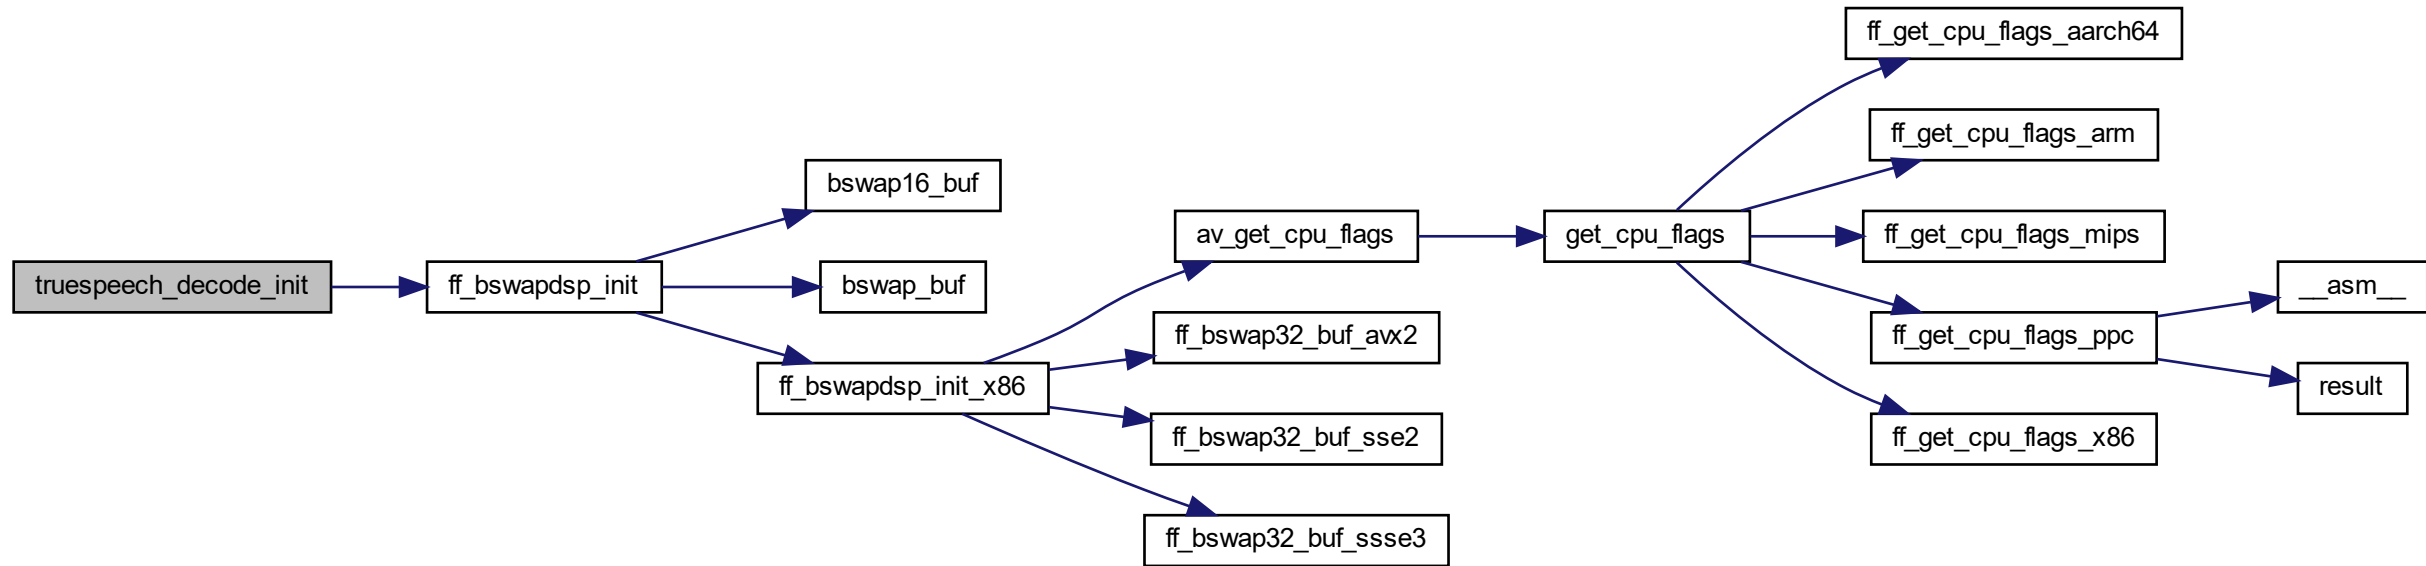 truespeech_decode_init
ff_bswapdsp_init
bswap16_buf
bswap_buf
ff_bswapdsp_init_x86
av_get_cpu_flags
ff_bswap32_buf_avx2
ff_bswap32_buf_sse2
ff_bswap32_buf_ssse3
get_cpu_flags
ff_get_cpu_flags_aarch64
ff_get_cpu_flags_arm
ff_get_cpu_flags_mips
ff_get_cpu_flags_ppc
ff_get_cpu_flags_x86
__asm__
result